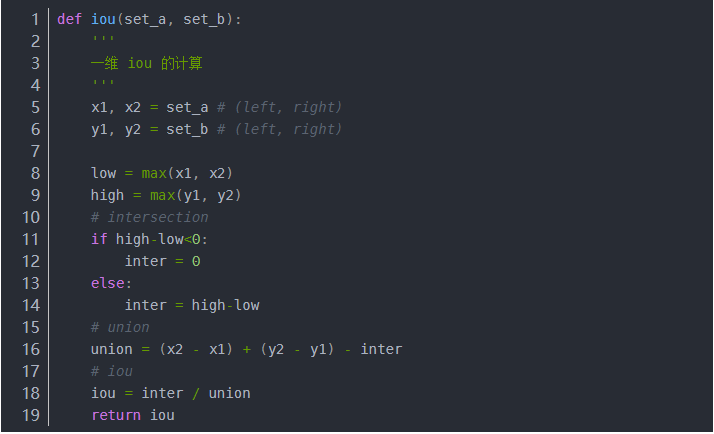 1 def iou(set_a, set_b):
2     '''
3     一维 iou 的计算
4     '''
5     x1, x2 = set_a # (left, right)
6     y1, y2 = set_b # (left, right)
7
8     low = max(x1, x2)
9     high = max(y1, y2)
10     # intersection
11     if high-low<0:
12         inter = 0
13     else:
14         inter = high-low
15     # union
16     union = (x2 - x1) + (y2 - y1) - inter
17     # iou
18     iou = inter / union
19     return iou